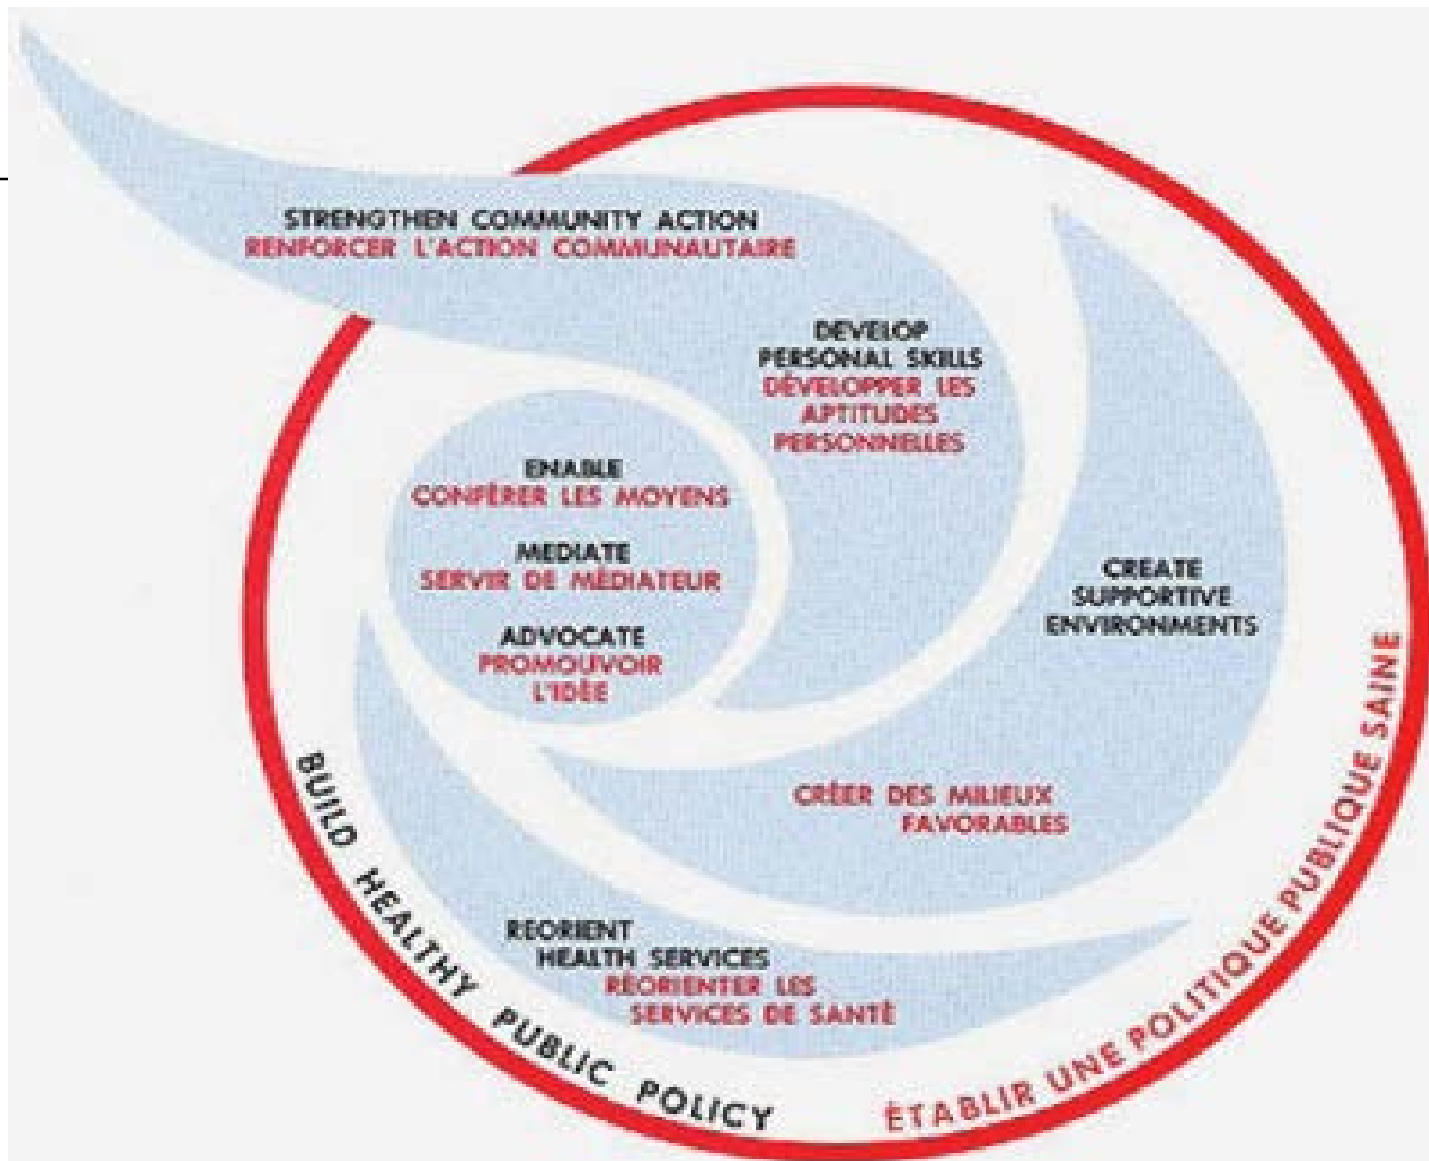 STRENGTHEN COMMUNITY ACTION
RENFORCER L'ACTION COMMUNAUTAIRE
DEVELOP
PERSONAL SKILLS
DÉVELOPPER LES
APTITUDES
PERSONNELLES
ENABLE
CONFÉRER LES MOYENS
MEDIATE
SERVIR DE MÉDIATEUR
ADVOCATE
PROMOUVOIR
L'IDÉE
CREATE
SUPPORTIVE
ENVIRONMENTS
CRÉER DES MILIEUX
FAVORABLES
REORIENT
HEALTH SERVICES
RÉORIENTER LES
SERVICES DE SANTÉ
BUILD HEALTHY PUBLIC POLICY
ÉTABLIR UNE POLITIQUE PUBLIQUE SAINE